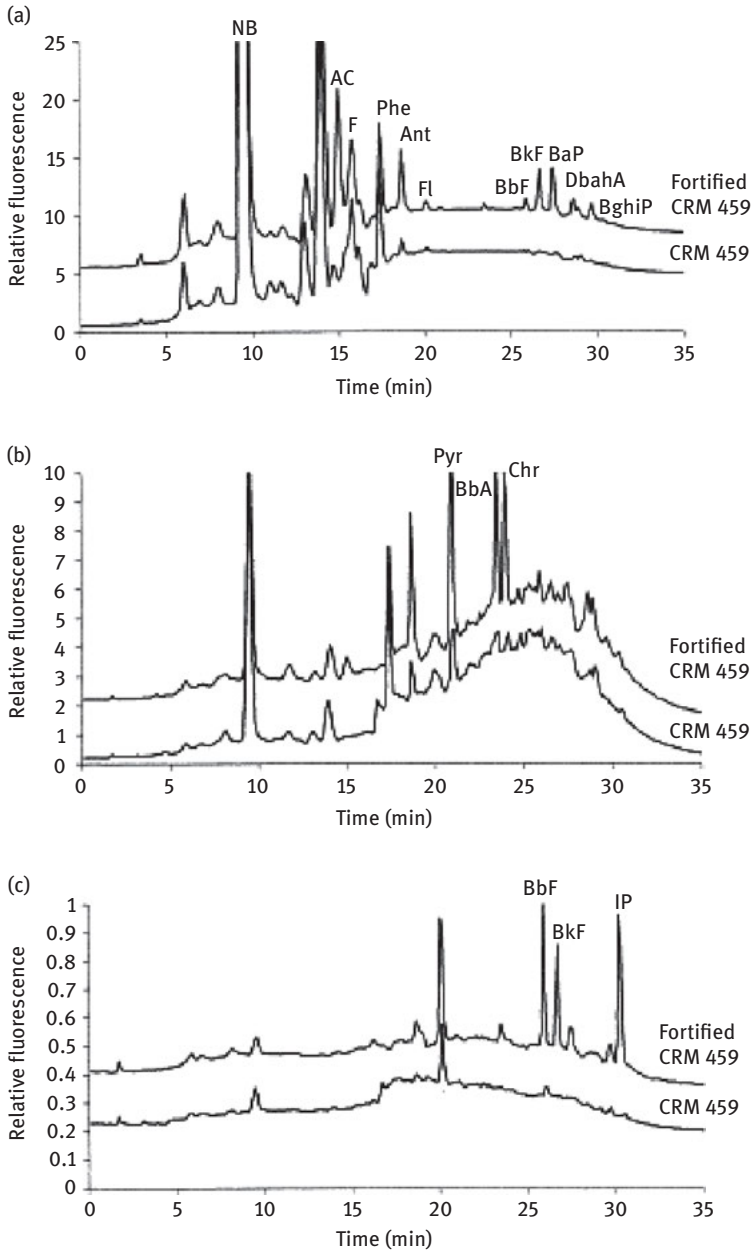 (a)
NB
25
AC
20
Phe
F
Ant
15
BkF BaP
Fl
BbF
DbahA
BghiP
Fortified
CRM 459
10
CRM 459
5
0
Relative fluorescence
0 5 10 15 20 25 30 35
Time (min)
(b)
Pyr
Chr
BbA
10
9
8
7
6
5
4
3
2
1
0
Relative fluorescence
Fortified
CRM 459
CRM 459
0 5 10 15 20 25 30 35
Time (min)
(c)
BbF
IP
BkF
1
0.9
0.8
0.7
0.6
0.5
0.4
0.3
0.2
0.1
0
Relative fluorescence
Fortified
CRM 459
CRM 459
0 5 10 15 20 25 30 35
Time (min)